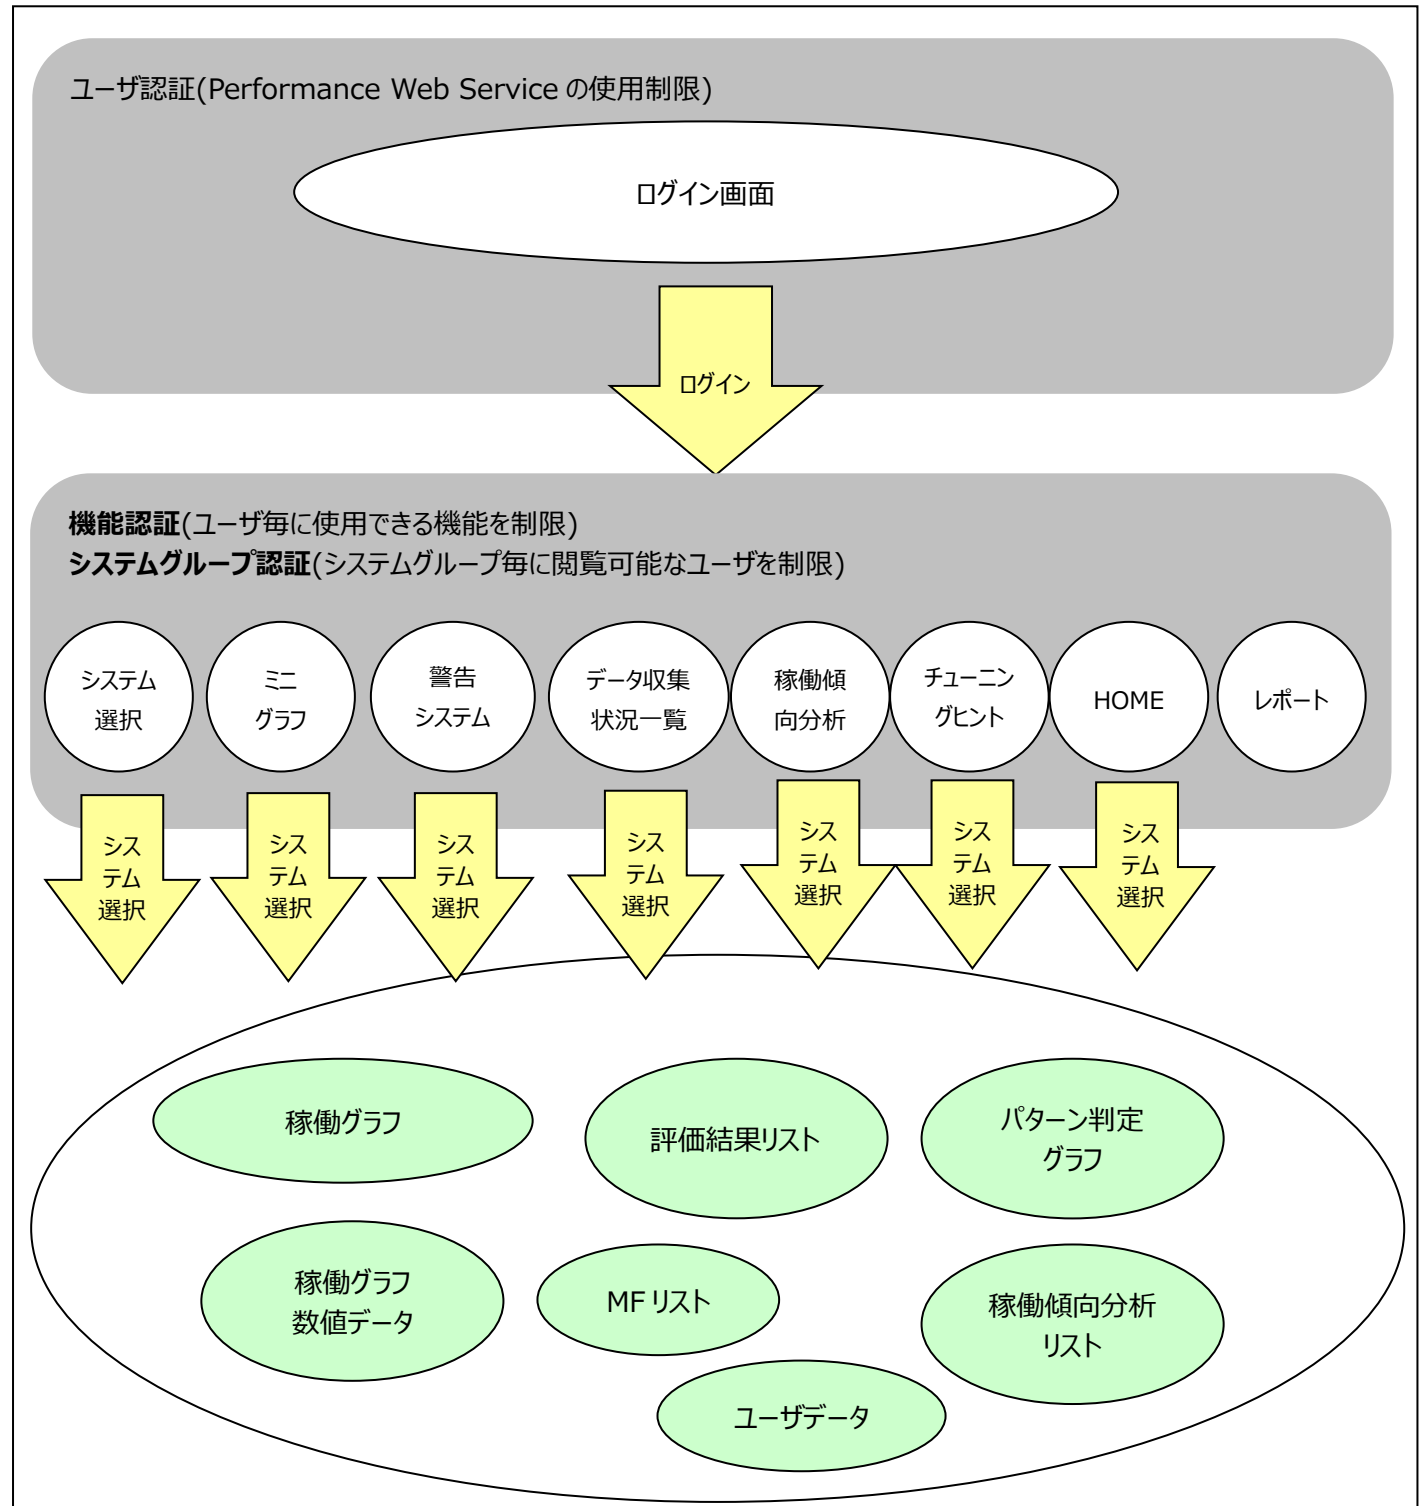 ユーザ認証(Performance Web Service の使用制限)
ログイン画面
ログイン
機能認証(ユーザ毎に使用できる機能を制限)
システムグループ認証(システムグループ毎に閲覧可能なユーザを制限)
システム
選択
ミニ
グラフ
警告
システム
データ収集
状況一覧
稼働傾
向分析
チューニン
グヒント
HOME
レポート
シス
テム
選択
シス
テム
選択
シス
テム
選択
シス
テム
選択
シス
テム
選択
シス
テム
選択
シス
テム
選択
稼働グラフ
評価結果リスト
パターン判定
グラフ
稼働グラフ
数値データ
MF リスト
稼働傾向分析
リスト
ユーザデータ